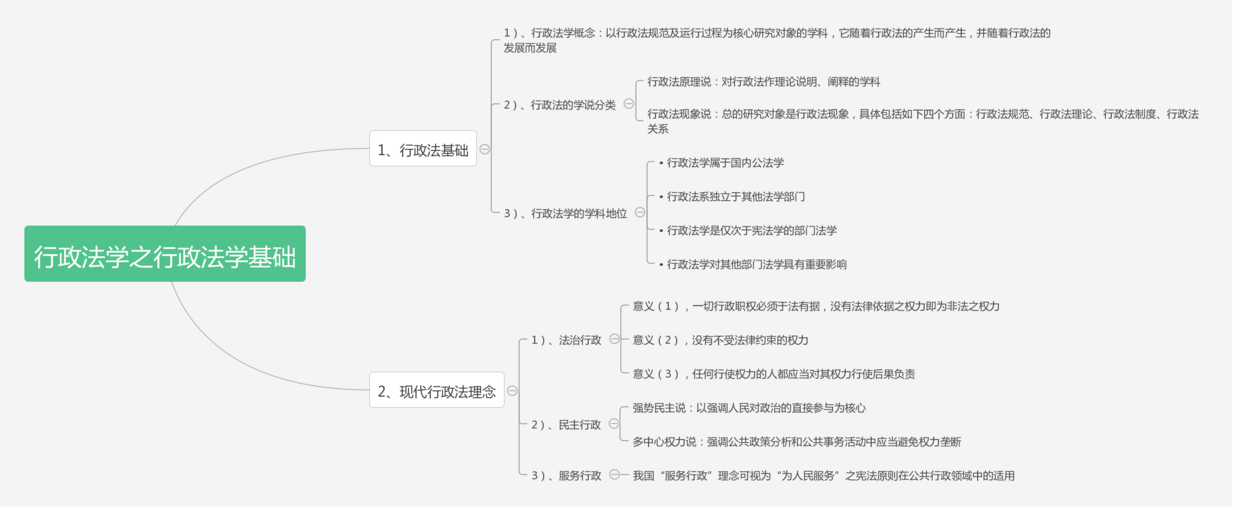 行政法学之行政法学基础
1、行政法基础
1）、行政法学概念：以行政法规范及运行过程为核心研究对象的学科，它随着行政法的产生而产生，并随着行政法的
发展而发展
2）、行政法的学说分类
行政法原理说：对行政法作理论说明、阐释的学科
行政法现象说：总的研究对象是行政法现象，具体包括如下四个方面：行政法规范、行政法理论、行政法制度、行政法
关系
3）、行政法学的学科地位
• 行政法学属于国内公法学
• 行政法系独立于其他法学部门
• 行政法学是仅次于宪法学的部门法学
• 行政法学对其他部门法学具有重要影响
2、现代行政法理念
1）、法治行政
意义（1），一切行政职权必须于法有据，没有法律依据之权力即为非法之权力
意义（2），没有不受法律约束的权力
意义（3），任何行使权力的人都应当对其权力行使后果负责
2）、民主行政
强势民主说：以强调人民对政治的直接参与为核心
多中心权力说：强调公共政策分析和公共事务活动中应当避免权力垄断
3）、服务行政
我国“服务行政”理念可视为“为人民服务”之宪法原则在公共行政领域中的适用